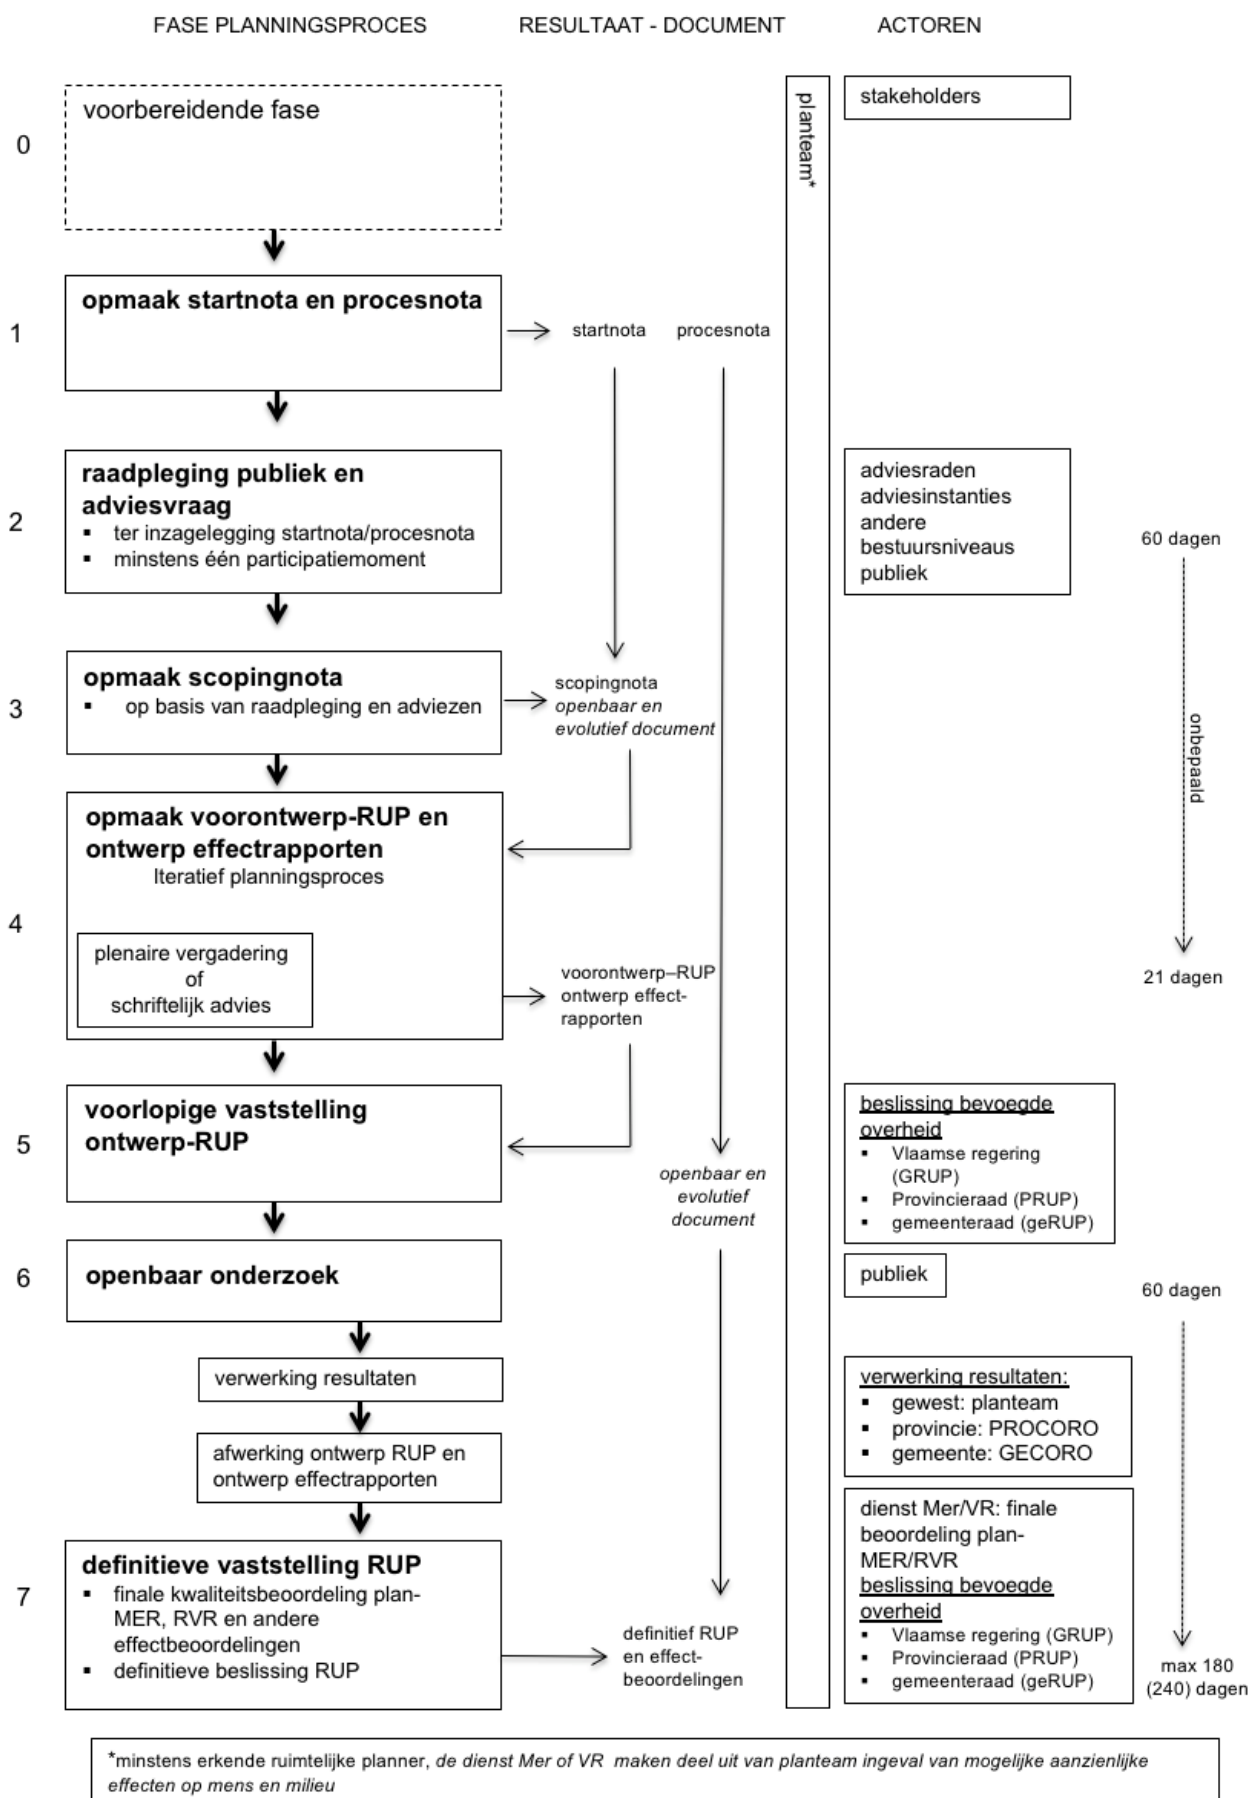 FASE PLANNINGSPROCES
RESULTAAT - DOCUMENT
ACTOREN
planteam*
0
voorbereidende fase
stakeholders
1
opmaak startnota en procesnota
startnota
procesnota
2
raadpleging publiek en
adviesvraag
▪ ter inzagelegging startnota/procesnota
▪ minstens één participatiemoment
adviesraden
adviesinstanties
andere
bestuursniveaus
publiek
60 dagen
3
opmaak scopingnota
▪ op basis van raadpleging en adviezen
scopingnota
openbaar en
evolutief document
onbepaald
4
opmaak voorontwerp-RUP en
ontwerp effectrapporten
Iteratief planningsproces
plenaire vergadering
of
schriftelijk advies
voorontwerp–RUP
ontwerp effect-
rapporten
21 dagen
5
voorlopige vaststelling
ontwerp-RUP
openbaar en
evolutief
document
beslissing bevoegde
overheid
▪ Vlaamse regering
(GRUP)
▪ Provincieraad (PRUP)
▪ gemeenteraad (geRUP)
6
openbaar onderzoek
publiek
60 dagen
verwerking resultaten
verwerking resultaten:
▪ gewest: planteam
▪ provincie: PROCORO
▪ gemeente: GECORO
afwerking ontwerp RUP en
ontwerp effectrapporten
7
definitieve vaststelling RUP
▪ finale kwaliteitsbeoordeling plan-
MER, RVR en andere
effectbeoordelingen
▪ definitieve beslissing RUP
definitief RUP
en effect-
beoordelingen
dienst Mer/VR: finale
beoordeling plan-
MER/RVR
beslissing bevoegde
overheid
▪ Vlaamse regering (GRUP)
▪ Provincieraad (PRUP)
▪ gemeenteraad (geRUP)
max 180
(240) dagen
*minstens erkende ruimtelijke planner, de dienst Mer of VR maken deel uit van planteam ingeval van mogelijke aanzienlijke
effecten op mens en milieu